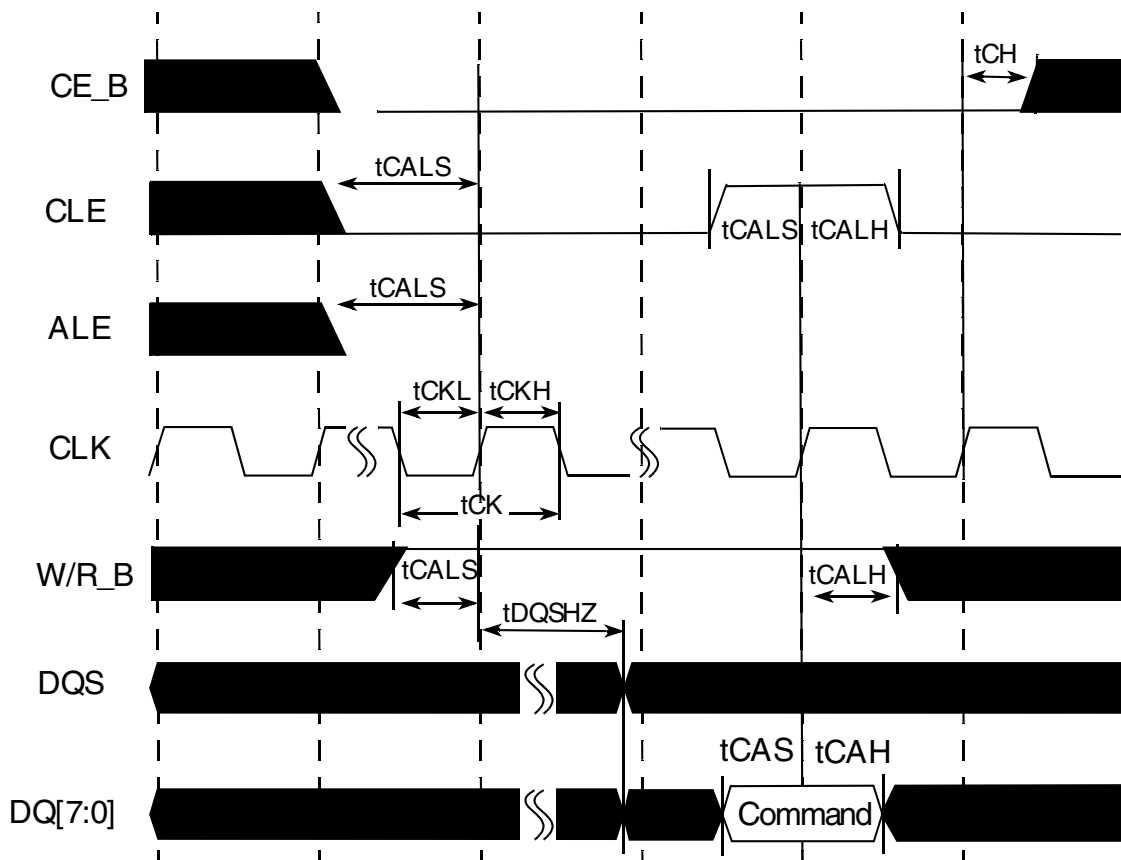 tCH
CE_B
tCALS
CLE
tCALS tCALH
tCALS
ALE
tCKL tCKH
CLK
tCK
W/R_B
tCALS
tCALH
tDQSHZ
DQS
tCAS tCAH
DQ[7:0]
Command